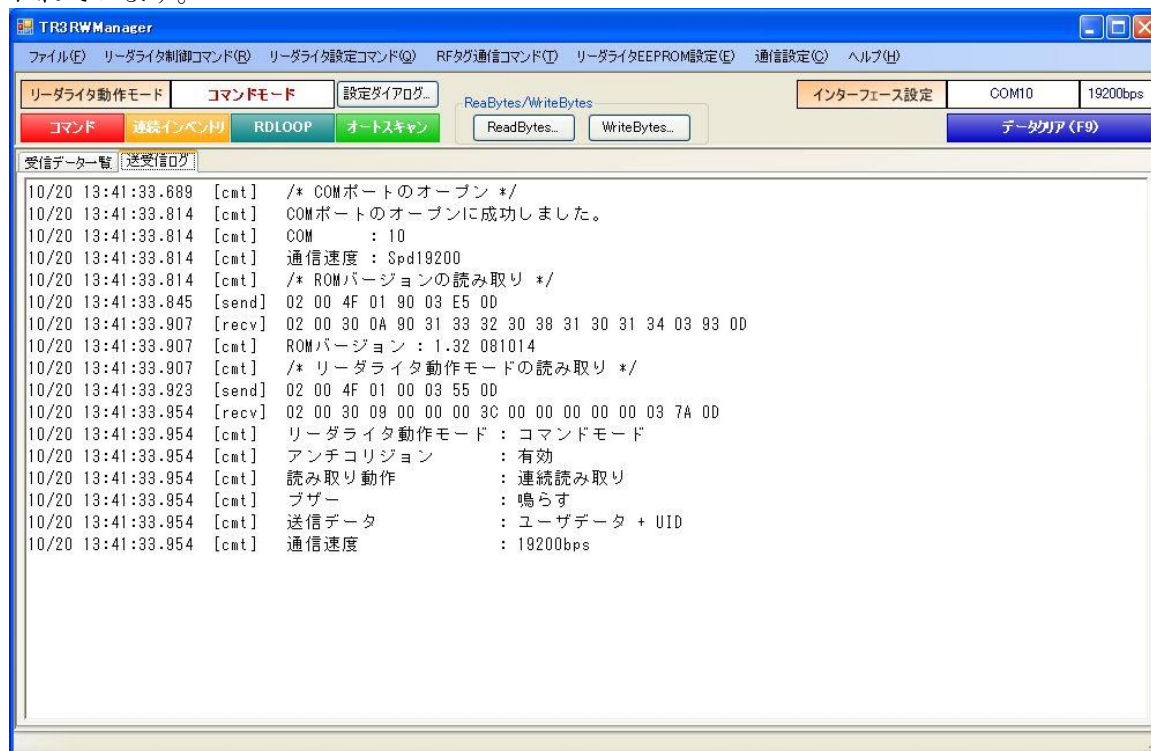 TR3RWManager
ファイル(F) リーダライタ制御コマンド(R) リーダライタ設定コマンド(Q) RFタグ通信コマンド(T) リーダライタEEPROM設定(E) 通信設定(C) ヘルプ(H)
リーダライタ動作モード コマンドモード 設定ダイアログ... ReaBytes/WriteBytes インターフェース設定 COM10 19200bps
コマンド 連続インベントリ RDLOOP オートスキャン ReadBytes... WriteBytes... データクリア(F9)
受信データ一覧 送受信ログ
10/20 13:41:33.689 [cmt] /* COMポートのオープン */
10/20 13:41:33.814 [cmt] COMポートのオープンに成功しました。
10/20 13:41:33.814 [cmt] COM : 10
10/20 13:41:33.814 [cmt] 通信速度 : Spd19200
10/20 13:41:33.814 [cmt] /* ROMバージョンの読み取り */
10/20 13:41:33.845 [send] 02 00 4F 01 90 03 E5 0D
10/20 13:41:33.907 [recv] 02 00 30 0A 90 31 33 32 30 38 31 30 31 34 03 93 0D
10/20 13:41:33.907 [cmt] ROMバージョン : 1.32 081014
10/20 13:41:33.907 [cmt] /* リーダライタ動作モードの読み取り */
10/20 13:41:33.923 [send] 02 00 4F 01 00 03 55 0D
10/20 13:41:33.954 [recv] 02 00 30 09 00 00 00 3C 00 00 00 00 00 03 7A 0D
10/20 13:41:33.954 [cmt] リーダライタ動作モード : コマンドモード
10/20 13:41:33.954 [cmt] アンチコリジョン : 有効
10/20 13:41:33.954 [cmt] 読み取り動作 : 連続読み取り
10/20 13:41:33.954 [cmt] ブザー : 鳴らす
10/20 13:41:33.954 [cmt] 送信データ : ユーザデータ + UID
10/20 13:41:33.954 [cmt] 通信速度 : 19200bps